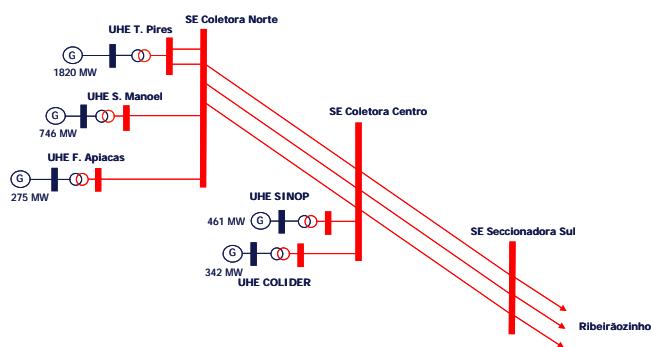 SE Coletora Norte
UHE T. Pires
G
1820 MW
UHE S. Manoel
G
746 MW
SE Coletora Centro
UHE F. Apiacas
G
275 MW
UHE SINOP
461 MW G
SE Seccionadora Sul
G
342 MW
UHE COLIDER
Ribeirãozinho